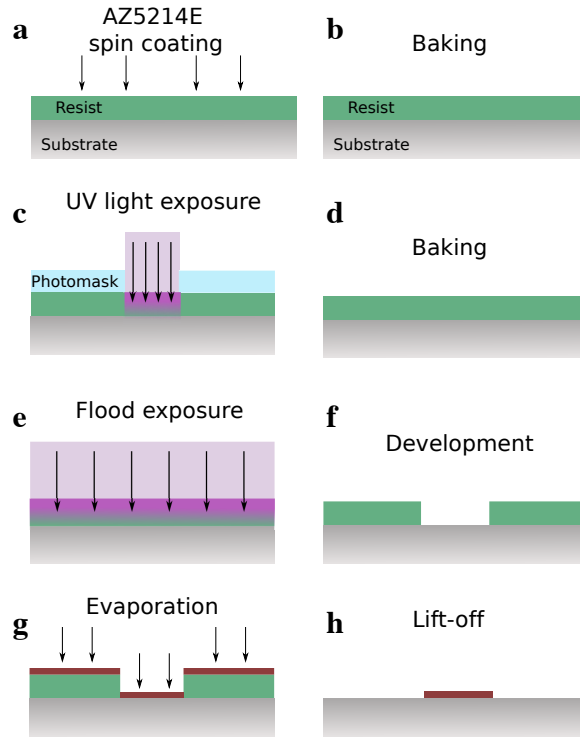 a
AZ5214E
spin coating
Resist
Substrate
b
Baking
Resist
Substrate
c
UV light exposure
Photomask
d
Baking
e
Flood exposure
f
Development
g
Evaporation
h
Lift-off